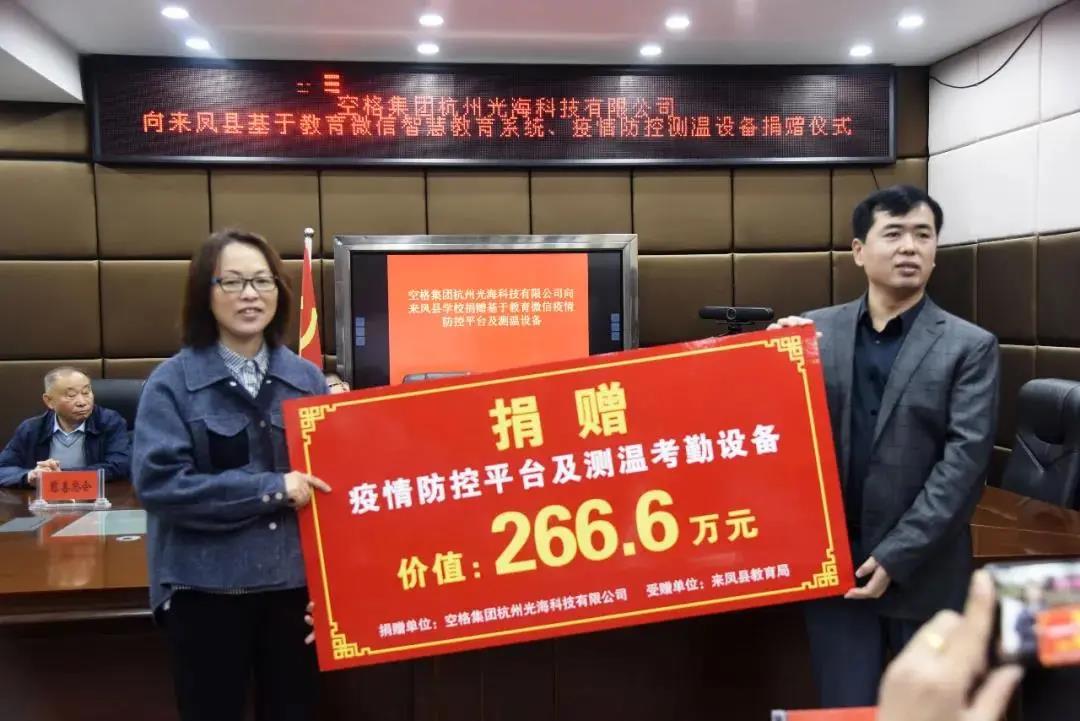 空格集团杭州光海科技有限公司
向来凤县基于教育微信智慧教育系统、疫情防控测温设备捐赠仪式
空格集团杭州光海科技有限公司向
来凤县学校捐赠基于教育微信疫情
防控平台及测温设备
慈善总会
捐赠
疫情防控平台及测温考勤设备
价值：266.6万元
捐赠单位：空格集团杭州光海科技有限公司 受赠单位：来凤县教育局